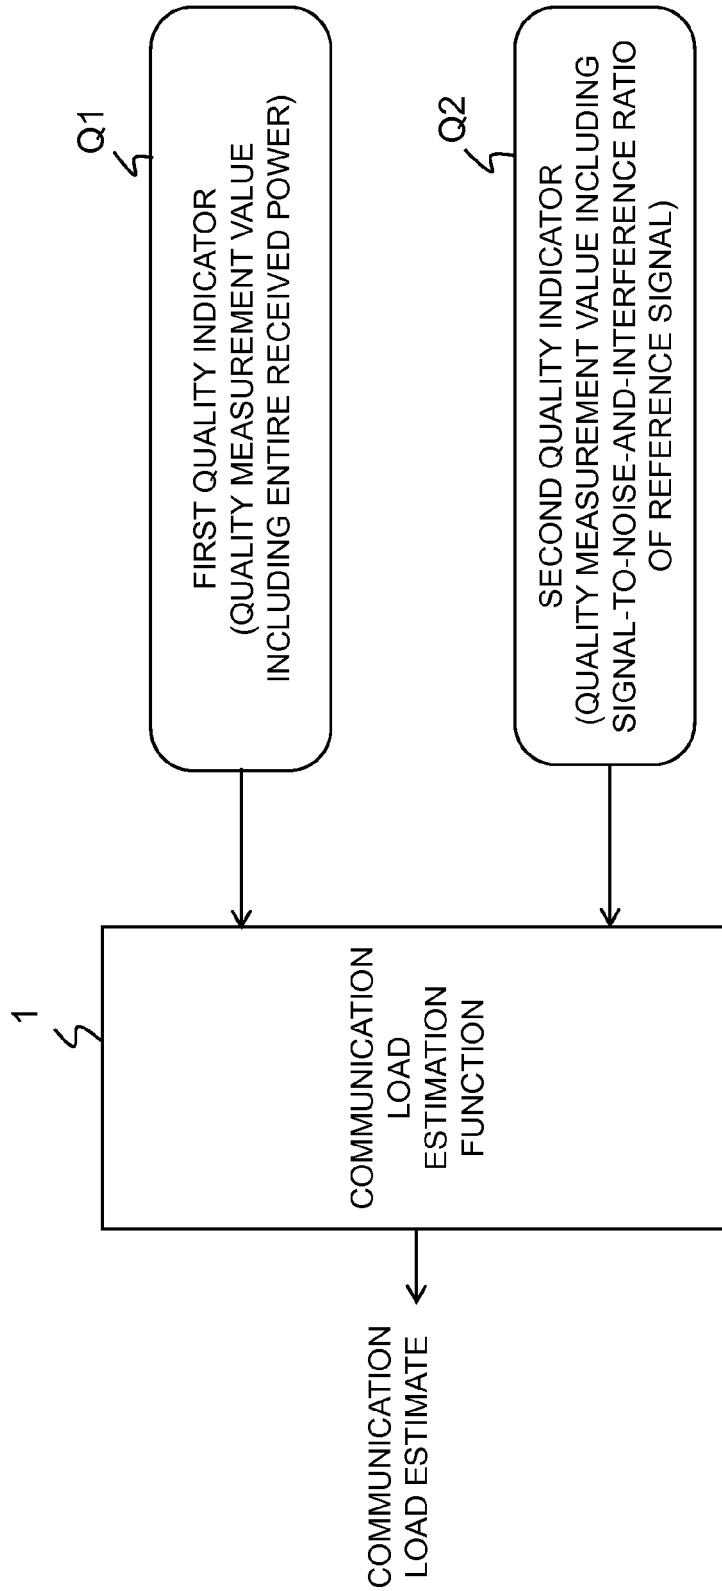 Q1
FIRST QUALITY INDICATOR
(QUALITY MEASUREMENT VALUE
INCLUDING ENTIRE RECEIVED POWER)
Q2
SECOND QUALITY INDICATOR
(QUALITY MEASUREMENT VALUE INCLUDING
SIGNAL-TO-NOISE-AND-INTERFERENCE RATIO
OF REFERENCE SIGNAL)
1
COMMUNICATION
LOAD
ESTIMATION
FUNCTION
COMMUNICATION
LOAD ESTIMATE